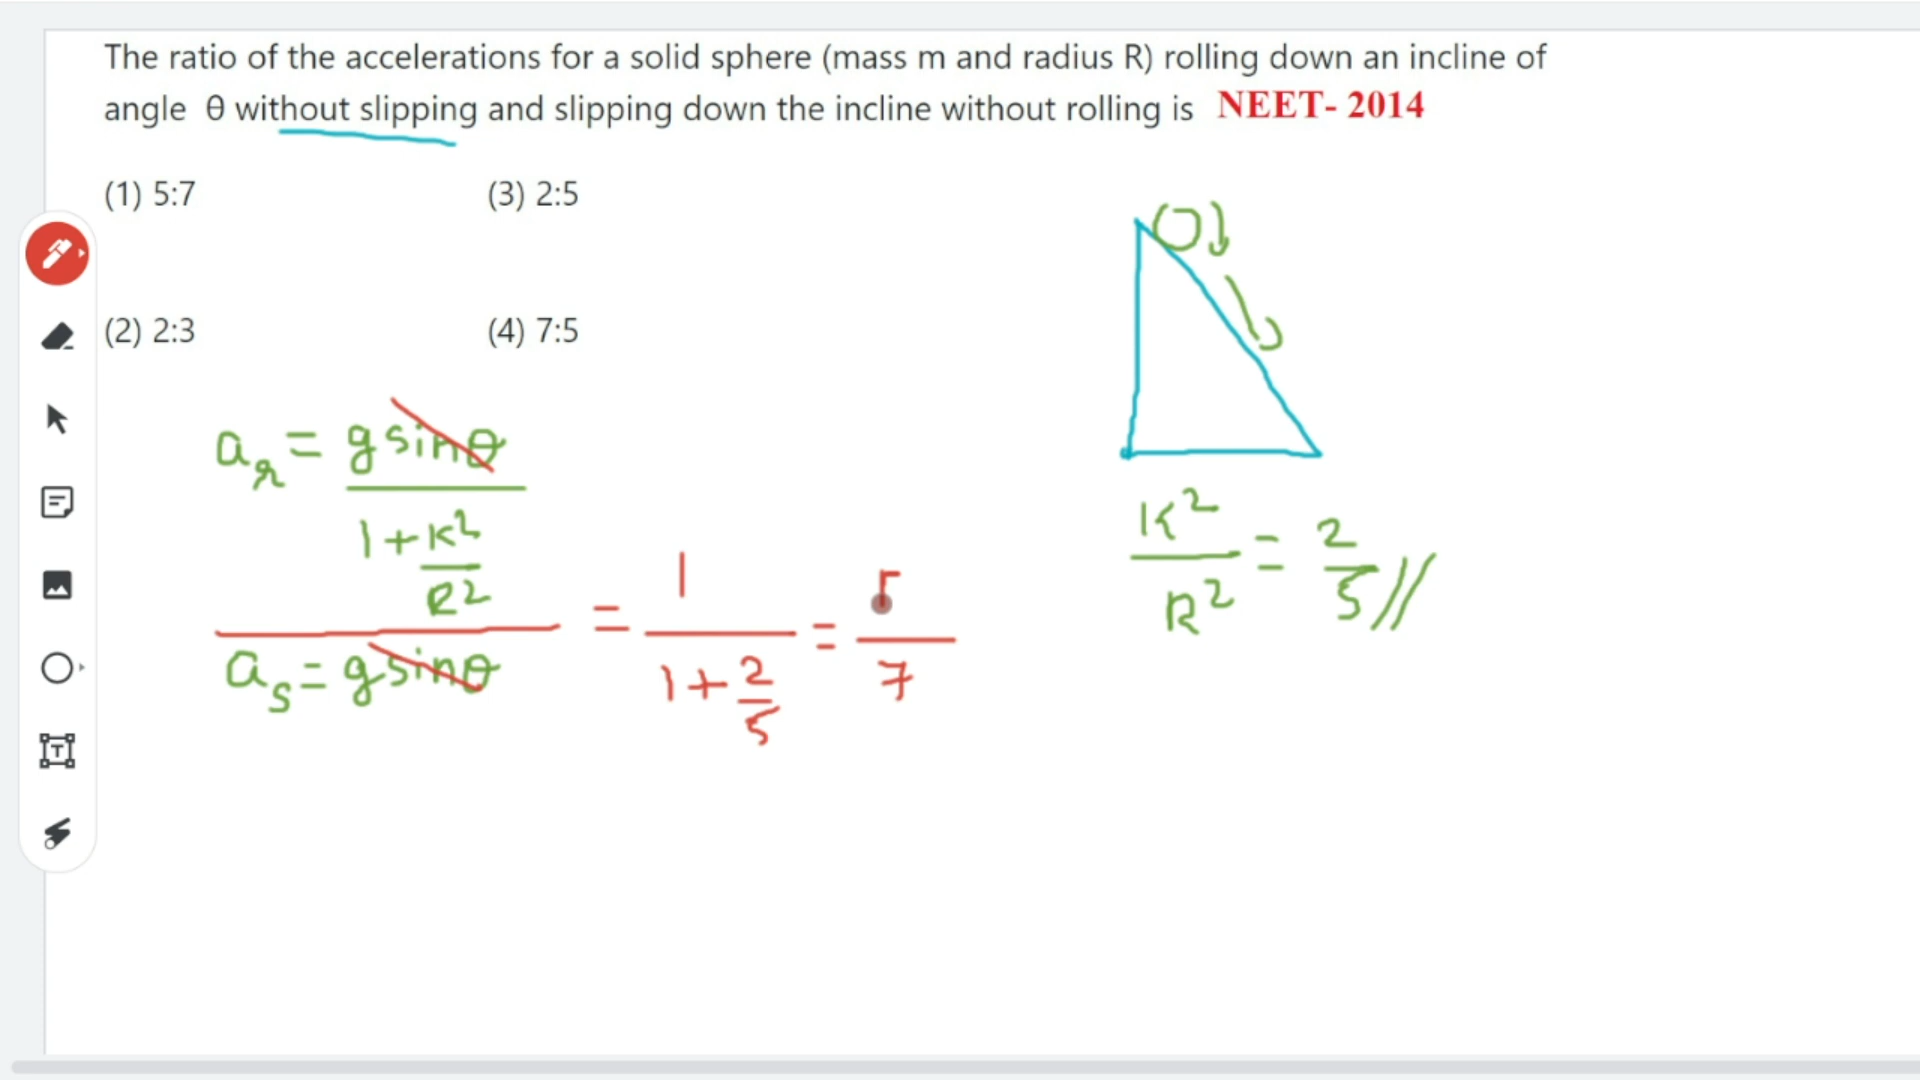 The ratio of the accelerations for a solid sphere (mass m and radius R) rolling down an incline of
angle θ without slipping and slipping down the incline without rolling is NEET- 2014
(1) 5:7
(3) 2:5
(2) 2:3
(4) 7:5
a_r = g sinθ
1 + K²
R²
a_s = g sinθ
= 1
1 + 2
5
= 5
7
K²
R²
= 2
5 //